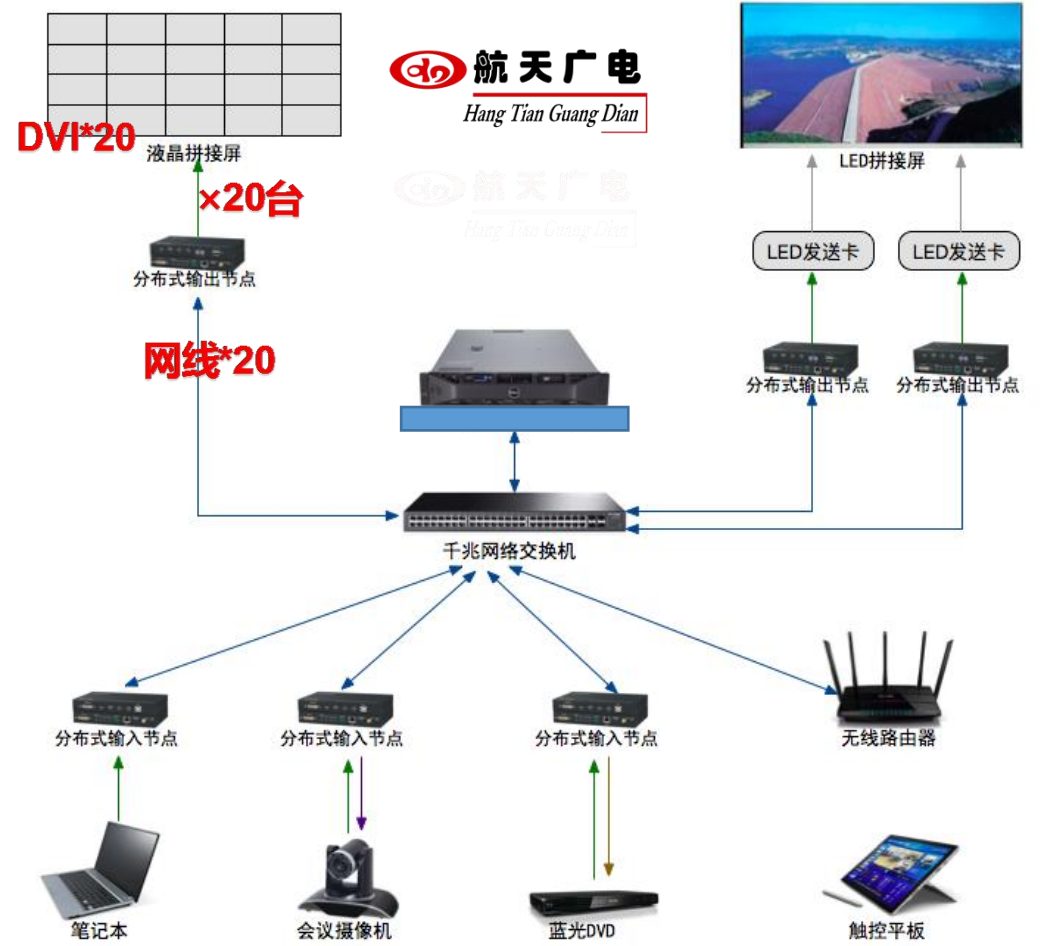 航天广电
Hang Tian Guang Dian
DVI*20
液晶拼接屏
LED拼接屏
×20台
航天广电
Hang Tian Guang Dian
LED发送卡
LED发送卡
分布式输出节点
网线*20
分布式输出节点
分布式输出节点
千兆网络交换机
分布式输入节点
分布式输入节点
分布式输入节点
无线路由器
笔记本
会议摄像机
蓝光DVD
触控平板